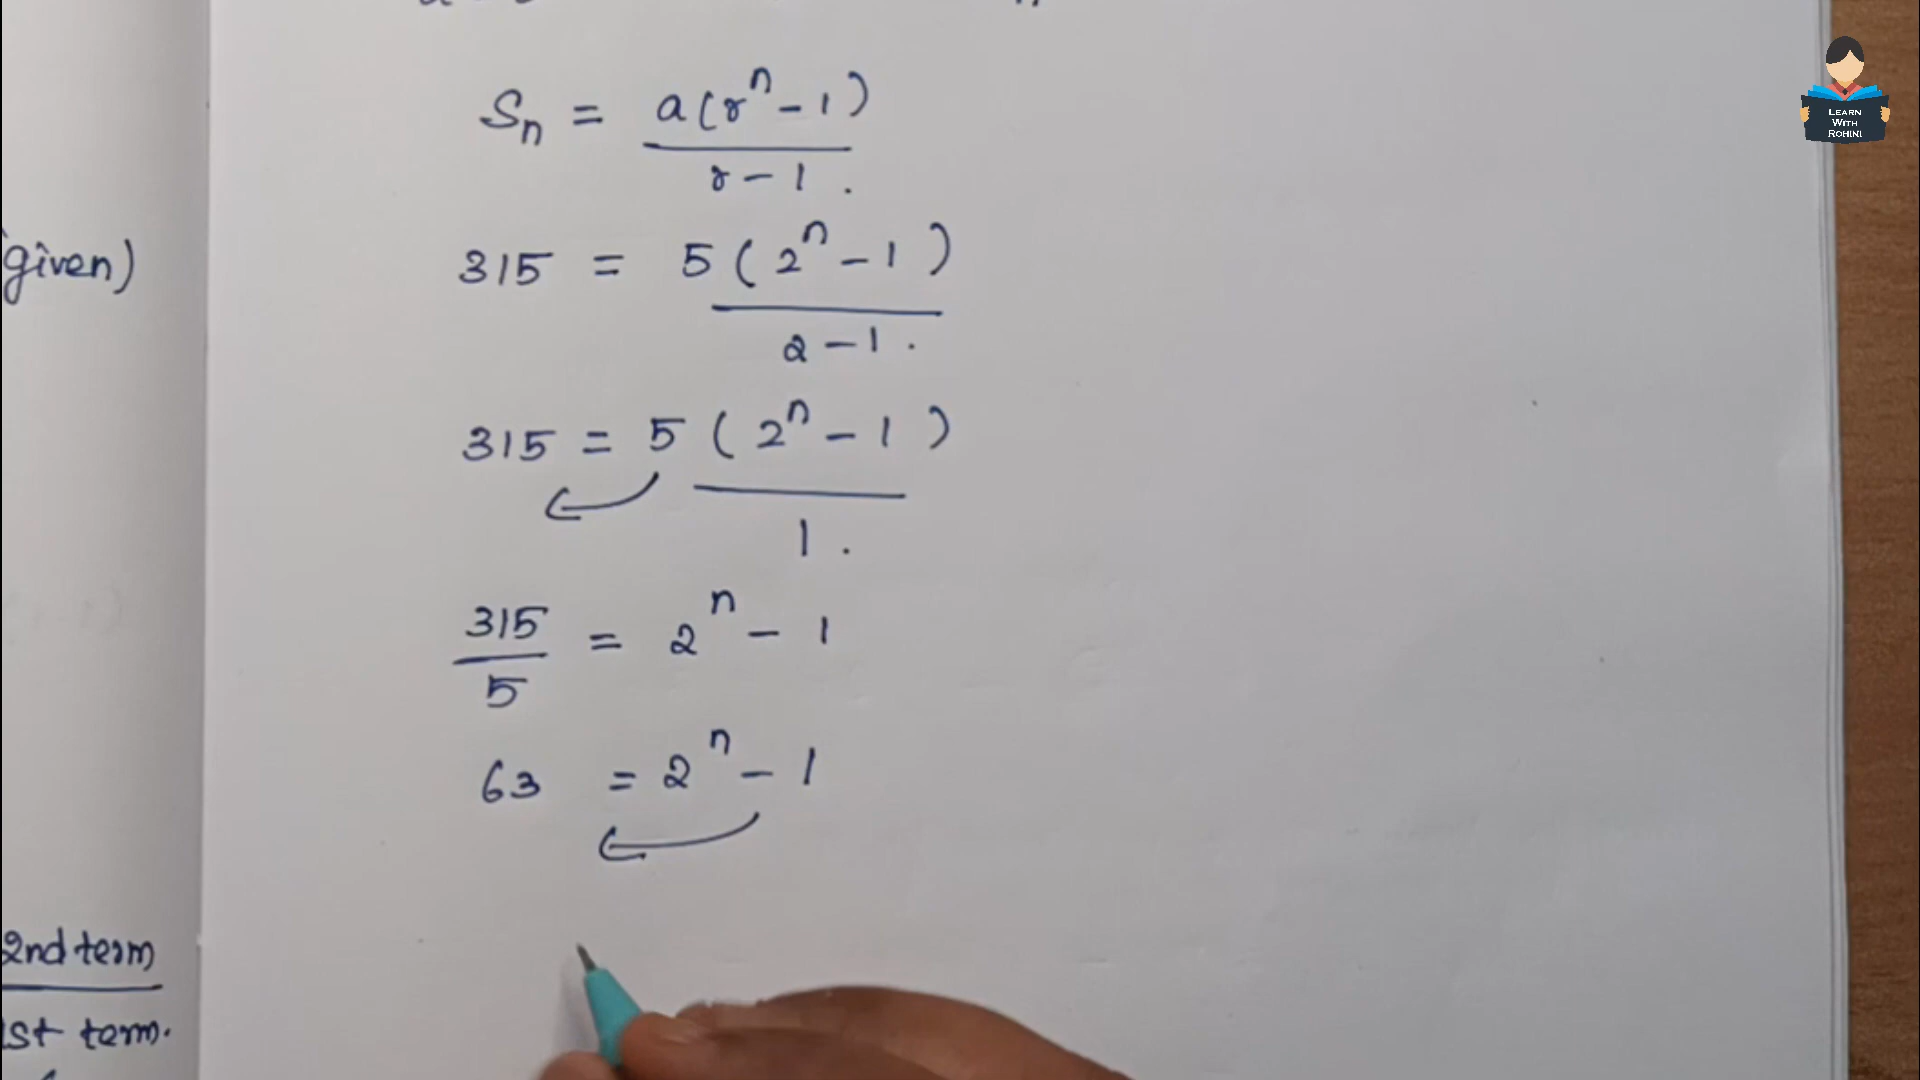 given)
2nd term
1st term.
Sn = a(r^n - 1)
r - 1 .
315 = 5 (2^n - 1)
2 - 1 .
315 = 5 (2^n - 1)
1 .
315
5 = 2^n - 1
63 = 2^n - 1
LEARN
WITH
ROHINI